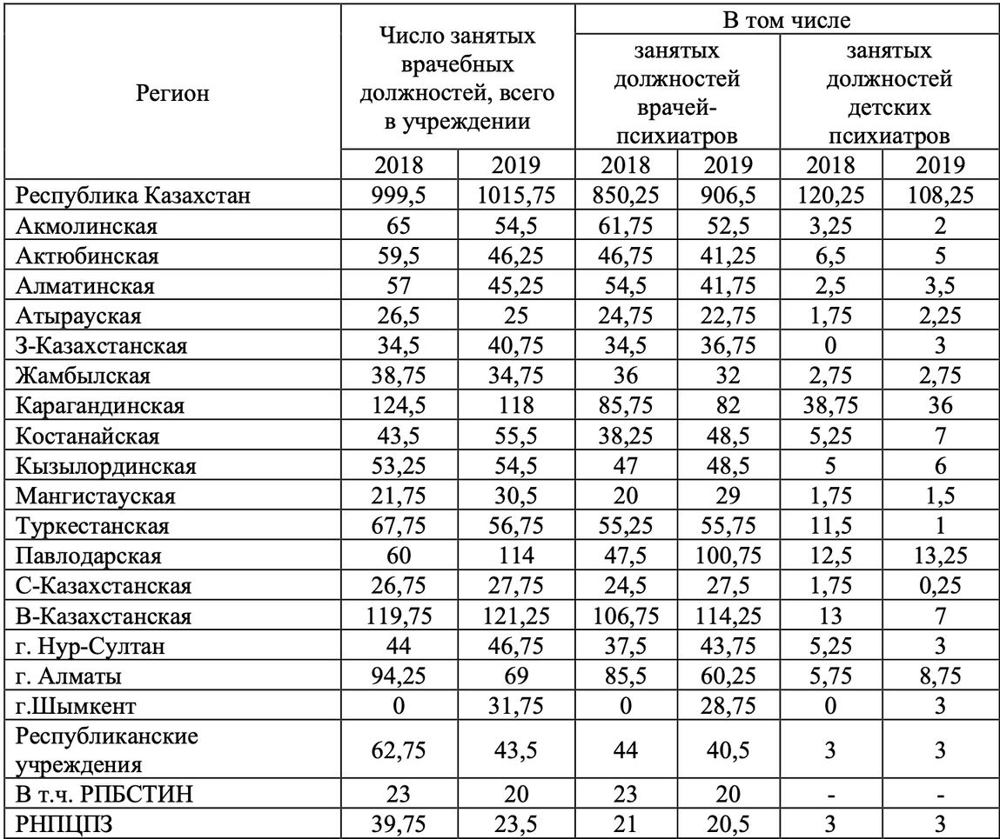 Регион
Число занятых
врачебных
должностей, всего
в учреждении
В том числе
занятых
должностей
врачей-
психиатров
занятых
должностей
детских
психиатров
2018 2019 2018 2019 2018 2019
Республика Казахстан 999,5 1015,75 850,25 906,5 120,25 108,25
Акмолинская 65 54,5 61,75 52,5 3,25 2
Актюбинская 59,5 46,25 46,75 41,25 6,5 5
Алматинская 57 45,25 54,5 41,75 2,5 3,5
Атырауская 26,5 25 24,75 22,75 1,75 2,25
З-Казахстанская 34,5 40,75 34,5 36,75 0 3
Жамбылская 38,75 34,75 36 32 2,75 2,75
Карагандинская 124,5 118 85,75 82 38,75 36
Костанайская 43,5 55,5 38,25 48,5 5,25 7
Кызылординская 53,25 54,5 47 48,5 5 6
Мангистауская 21,75 30,5 20 29 1,75 1,5
Туркестанская 67,75 56,75 55,25 55,75 11,5 1
Павлодарская 60 114 47,5 100,75 12,5 13,25
С-Казахстанская 26,75 27,75 24,5 27,5 1,75 0,25
В-Казахстанская 119,75 121,25 106,75 114,25 13 7
г. Нур-Султан 44 46,75 37,5 43,75 5,25 3
г. Алматы 94,25 69 85,5 60,25 5,75 8,75
г.Шымкент 0 31,75 0 28,75 0 3
Республиканские
учреждения 62,75 43,5 44 40,5 3 3
В т.ч. РПБСТИН 23 20 23 20 - -
РНПЦПЗ 39,75 23,5 21 20,5 3 3